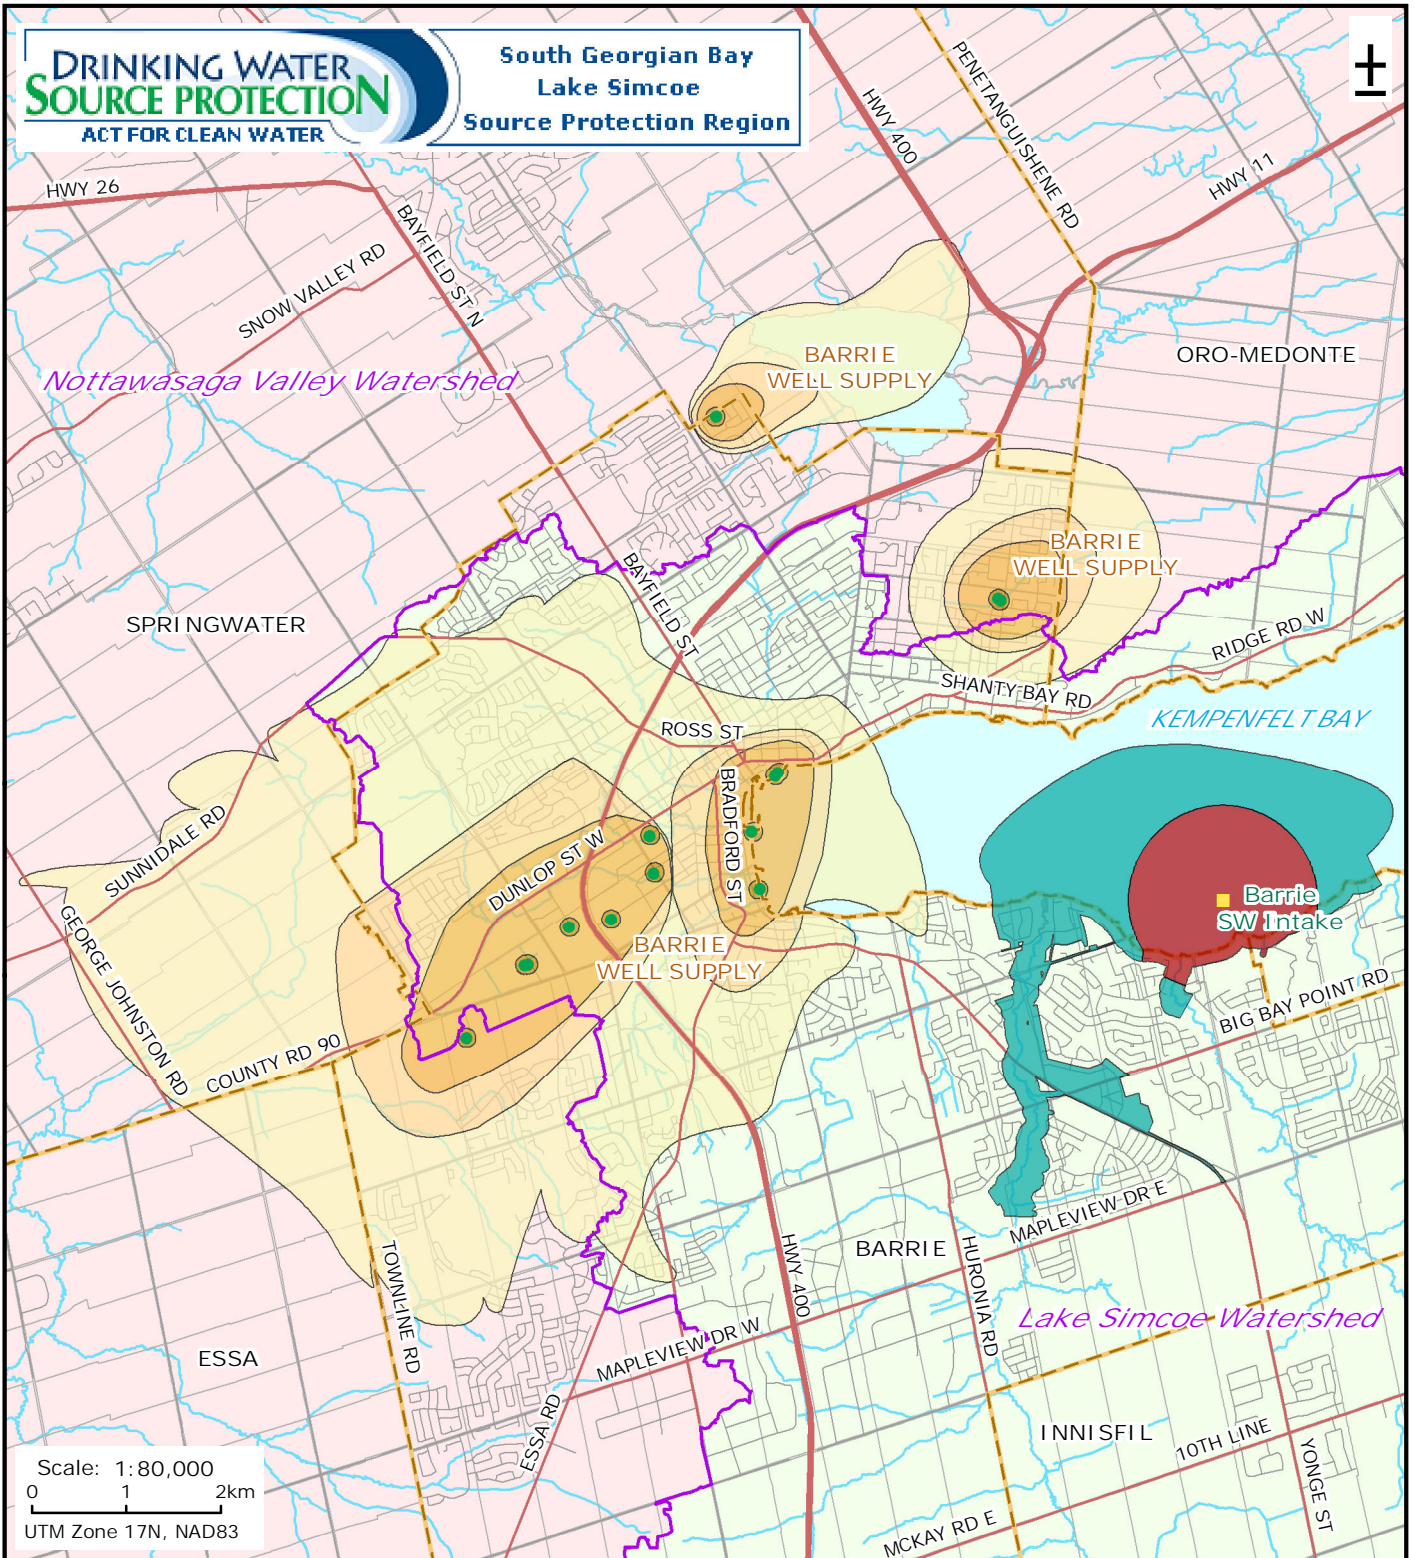 DRINKING WATER
SOURCE PROTECTION
ACT FOR CLEAN WATER
South Georgian Bay
Lake Simcoe
Source Protection Region
HWY 400
PENETANGUISHENE RD
HWY 11
HWY 26
BAYFIELD ST N
SNOW VALLEY RD
Nottawasaga Valley Watershed
BARRIE
WELL SUPPLY
ORO-MEDONTE
BARRIE
WELL SUPPLY
BAYFIELD ST
SPRINGWATER
RIDGE RD W
SHANTY BAY RD
KEMPENFELT BAY
ROSS ST
BRADFORD ST
SUNNIDALE RD
DUNLOP ST W
Barrie
SW Intake
GEORGE JOHNSTON RD
BARRIE
WELL SUPPLY
BIG BAY POINT RD
COUNTY RD 90
MAPLEVIEW DR E
BARRIE
HWY 400
HURONIA RD
TOWNLINE RD
Lake Simcoe Watershed
MAPLEVIEW DR W
ESSA
ESSA RD
INNISFIL
10TH LINE
YONGE ST
MCKAY RD E
Scale: 1:80,000
0 1 2km
UTM Zone 17N, NAD83